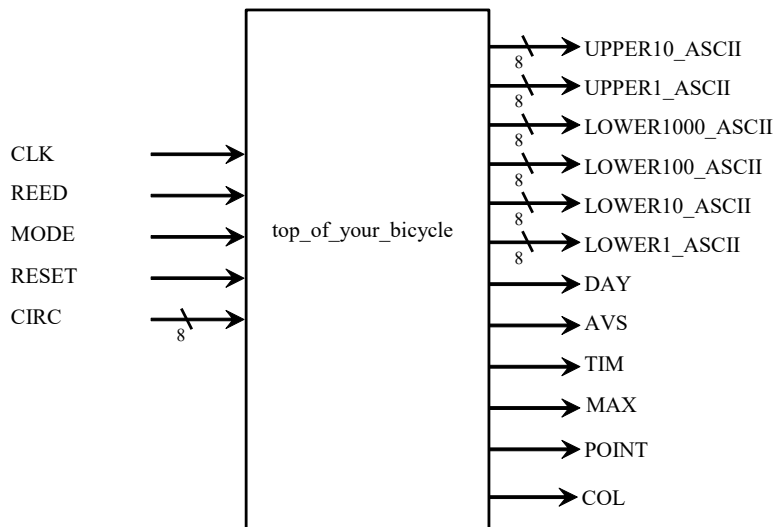 CLK
REED
MODE
RESET
CIRC
8
top_of_your_bicycle
UPPER10_ASCII
8
UPPER1_ASCII
8
LOWER1000_ASCII
8
LOWER100_ASCII
8
LOWER10_ASCII
8
LOWER1_ASCII
8
DAY
AVS
TIM
MAX
POINT
COL